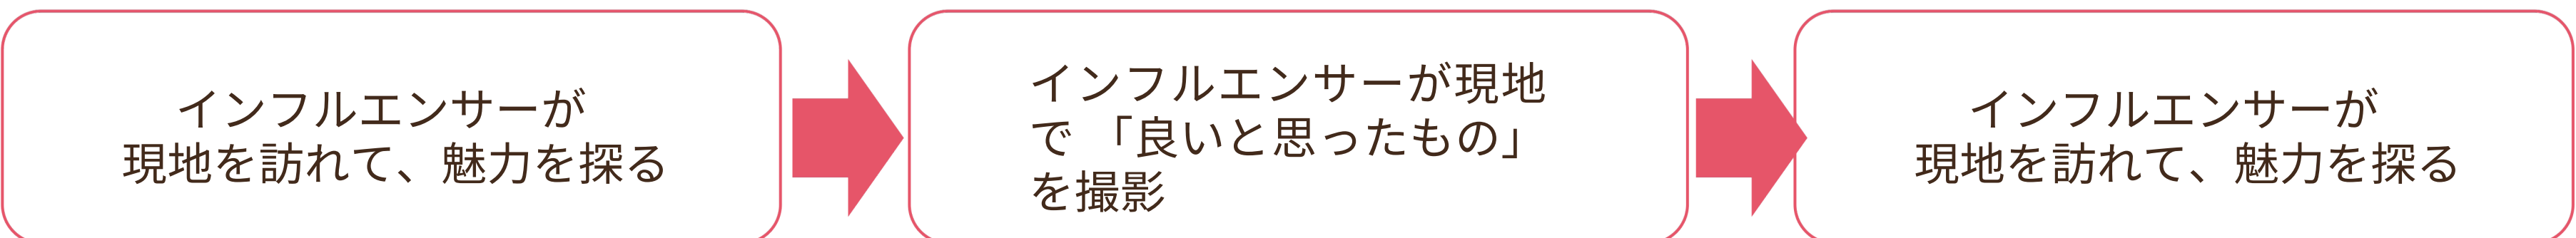 インフルエンサーが
現地を訪れて、魅力を探る
インフルエンサーが現地
で 「良いと思ったもの」
を撮影
インフルエンサーが
現地を訪れて、魅力を探る